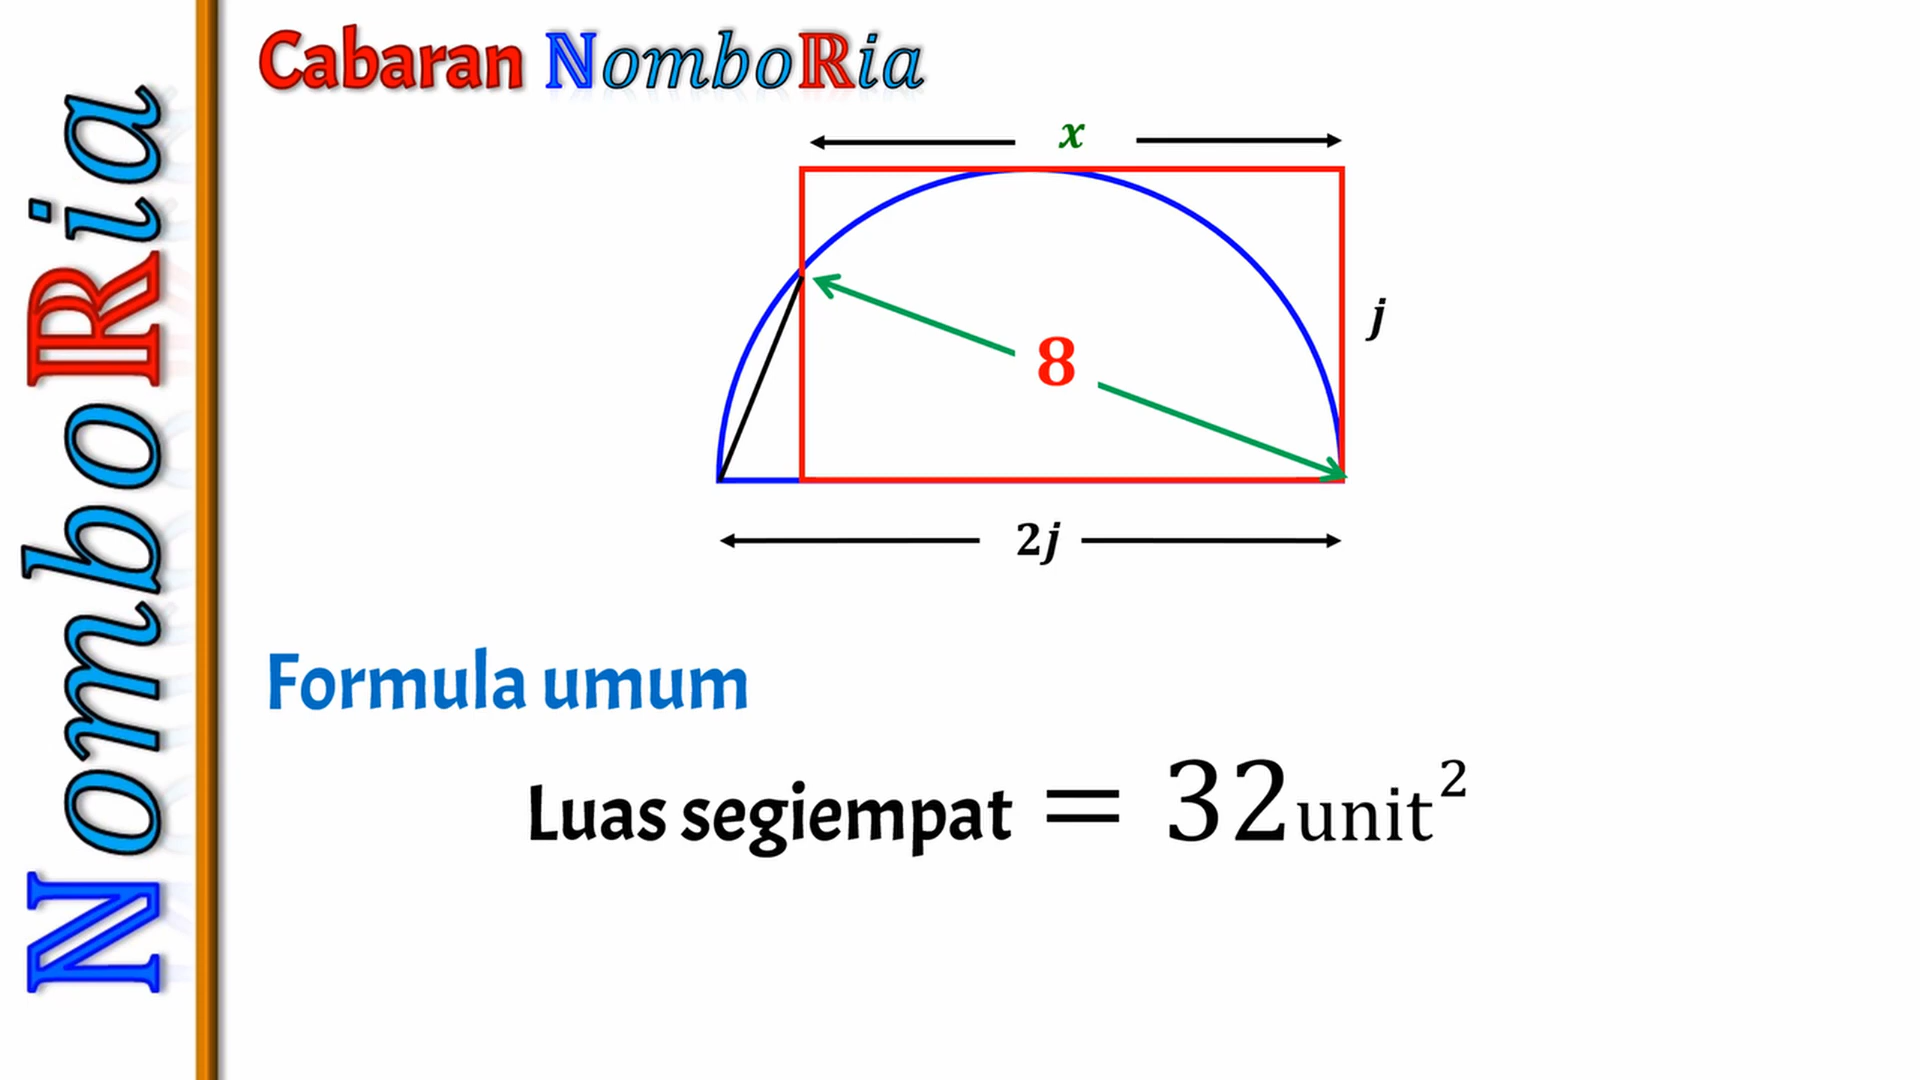 NomboRia
Cabaran NomboRia
x
8
j
2j
Formula umum
Luas segiempat = 32unit²